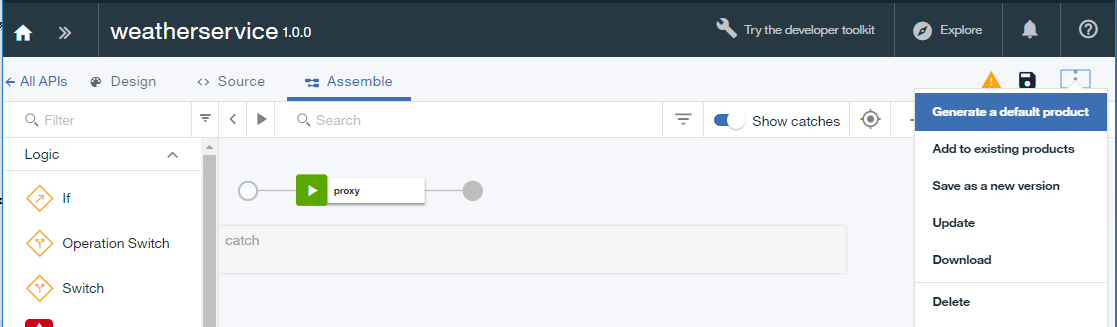 weatherservice 1.0.0
Try the developer toolkit
Explore
All APIs
Design
Source
Assemble
Filter
Search
Show catches
Generate a default product
Add to existing products
Save as a new version
Update
Download
Delete
Logic
If
Operation Switch
Switch
proxy
catch